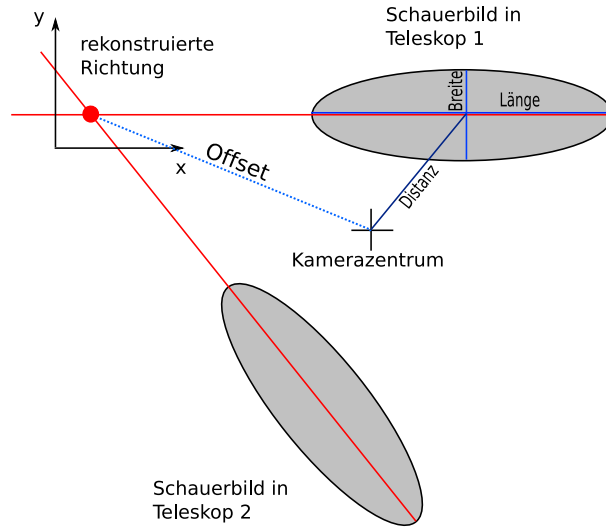 y
rekonstruierte
Richtung
x
Schauerbild in
Teleskop 1
Breite
Länge
Offset
Distanz
Kamerazentrum
Schauerbild in
Teleskop 2